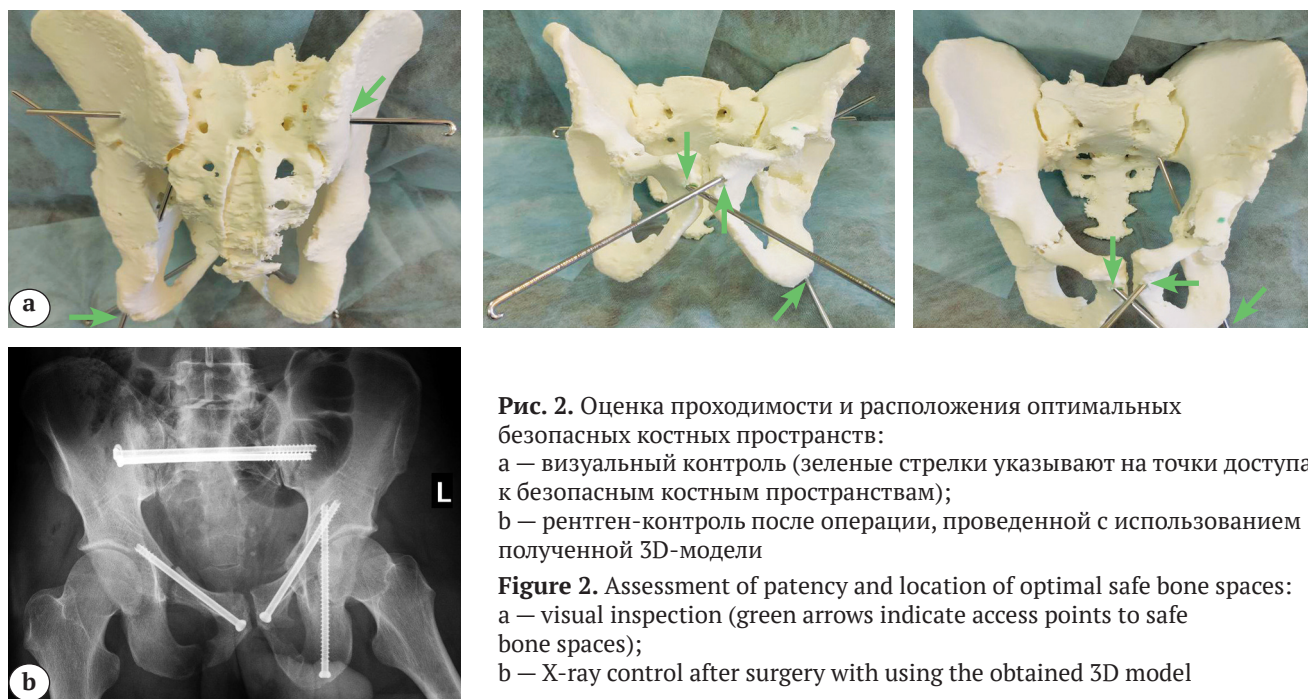 a
L
b
Рис. 2. Оценка проходимости и расположения оптимальных
безопасных костных пространств:
a — визуальный контроль (зеленые стрелки указывают на точки доступа
к безопасным костным пространствам);
b — рентген-контроль после операции, проведенной с использованием
полученной 3D-модели
Figure 2. Assessment of patency and location of optimal safe bone spaces:
a — visual inspection (green arrows indicate access points to safe
bone spaces);
b — X-ray control after surgery with using the obtained 3D model